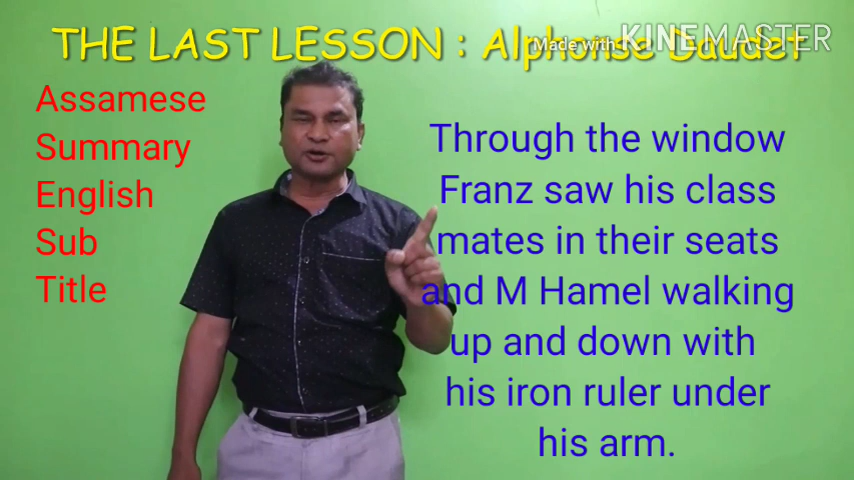 THE LAST LESSON : Alphonse Daudet
Made with KINEMASTER
Assamese
Summary
English
Sub
Title
Through the window
Franz saw his class
mates in their seats
and M Hamel walking
up and down with
his iron ruler under
his arm.